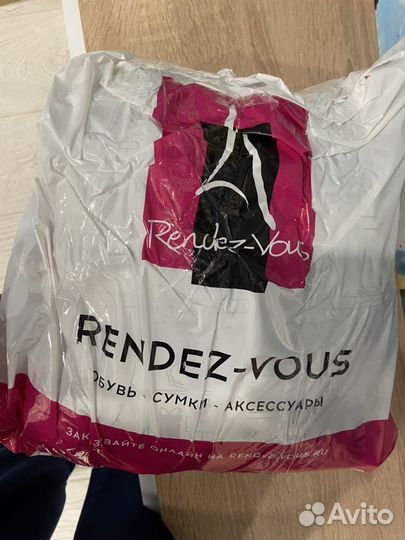 Rendez-Vous
RENDEZ-VOUS
ОБУВЬ - СУМКИ - АКСЕССУАРЫ
ЗАКАЗЫВАЙТЕ ОНЛАЙН НА RENDEZ-VOUS.RU
Avito